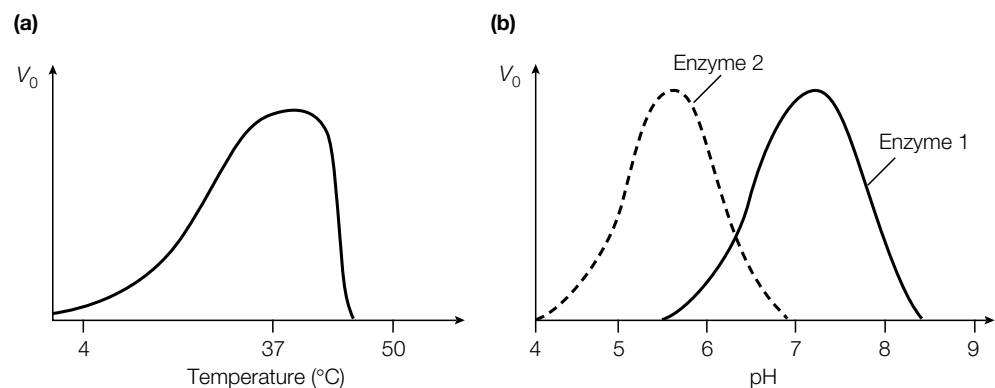 (a)
V0
4 37 50
Temperature (°C)
(b)
V0
Enzyme 2
Enzyme 1
4 5 6 7 8 9
pH